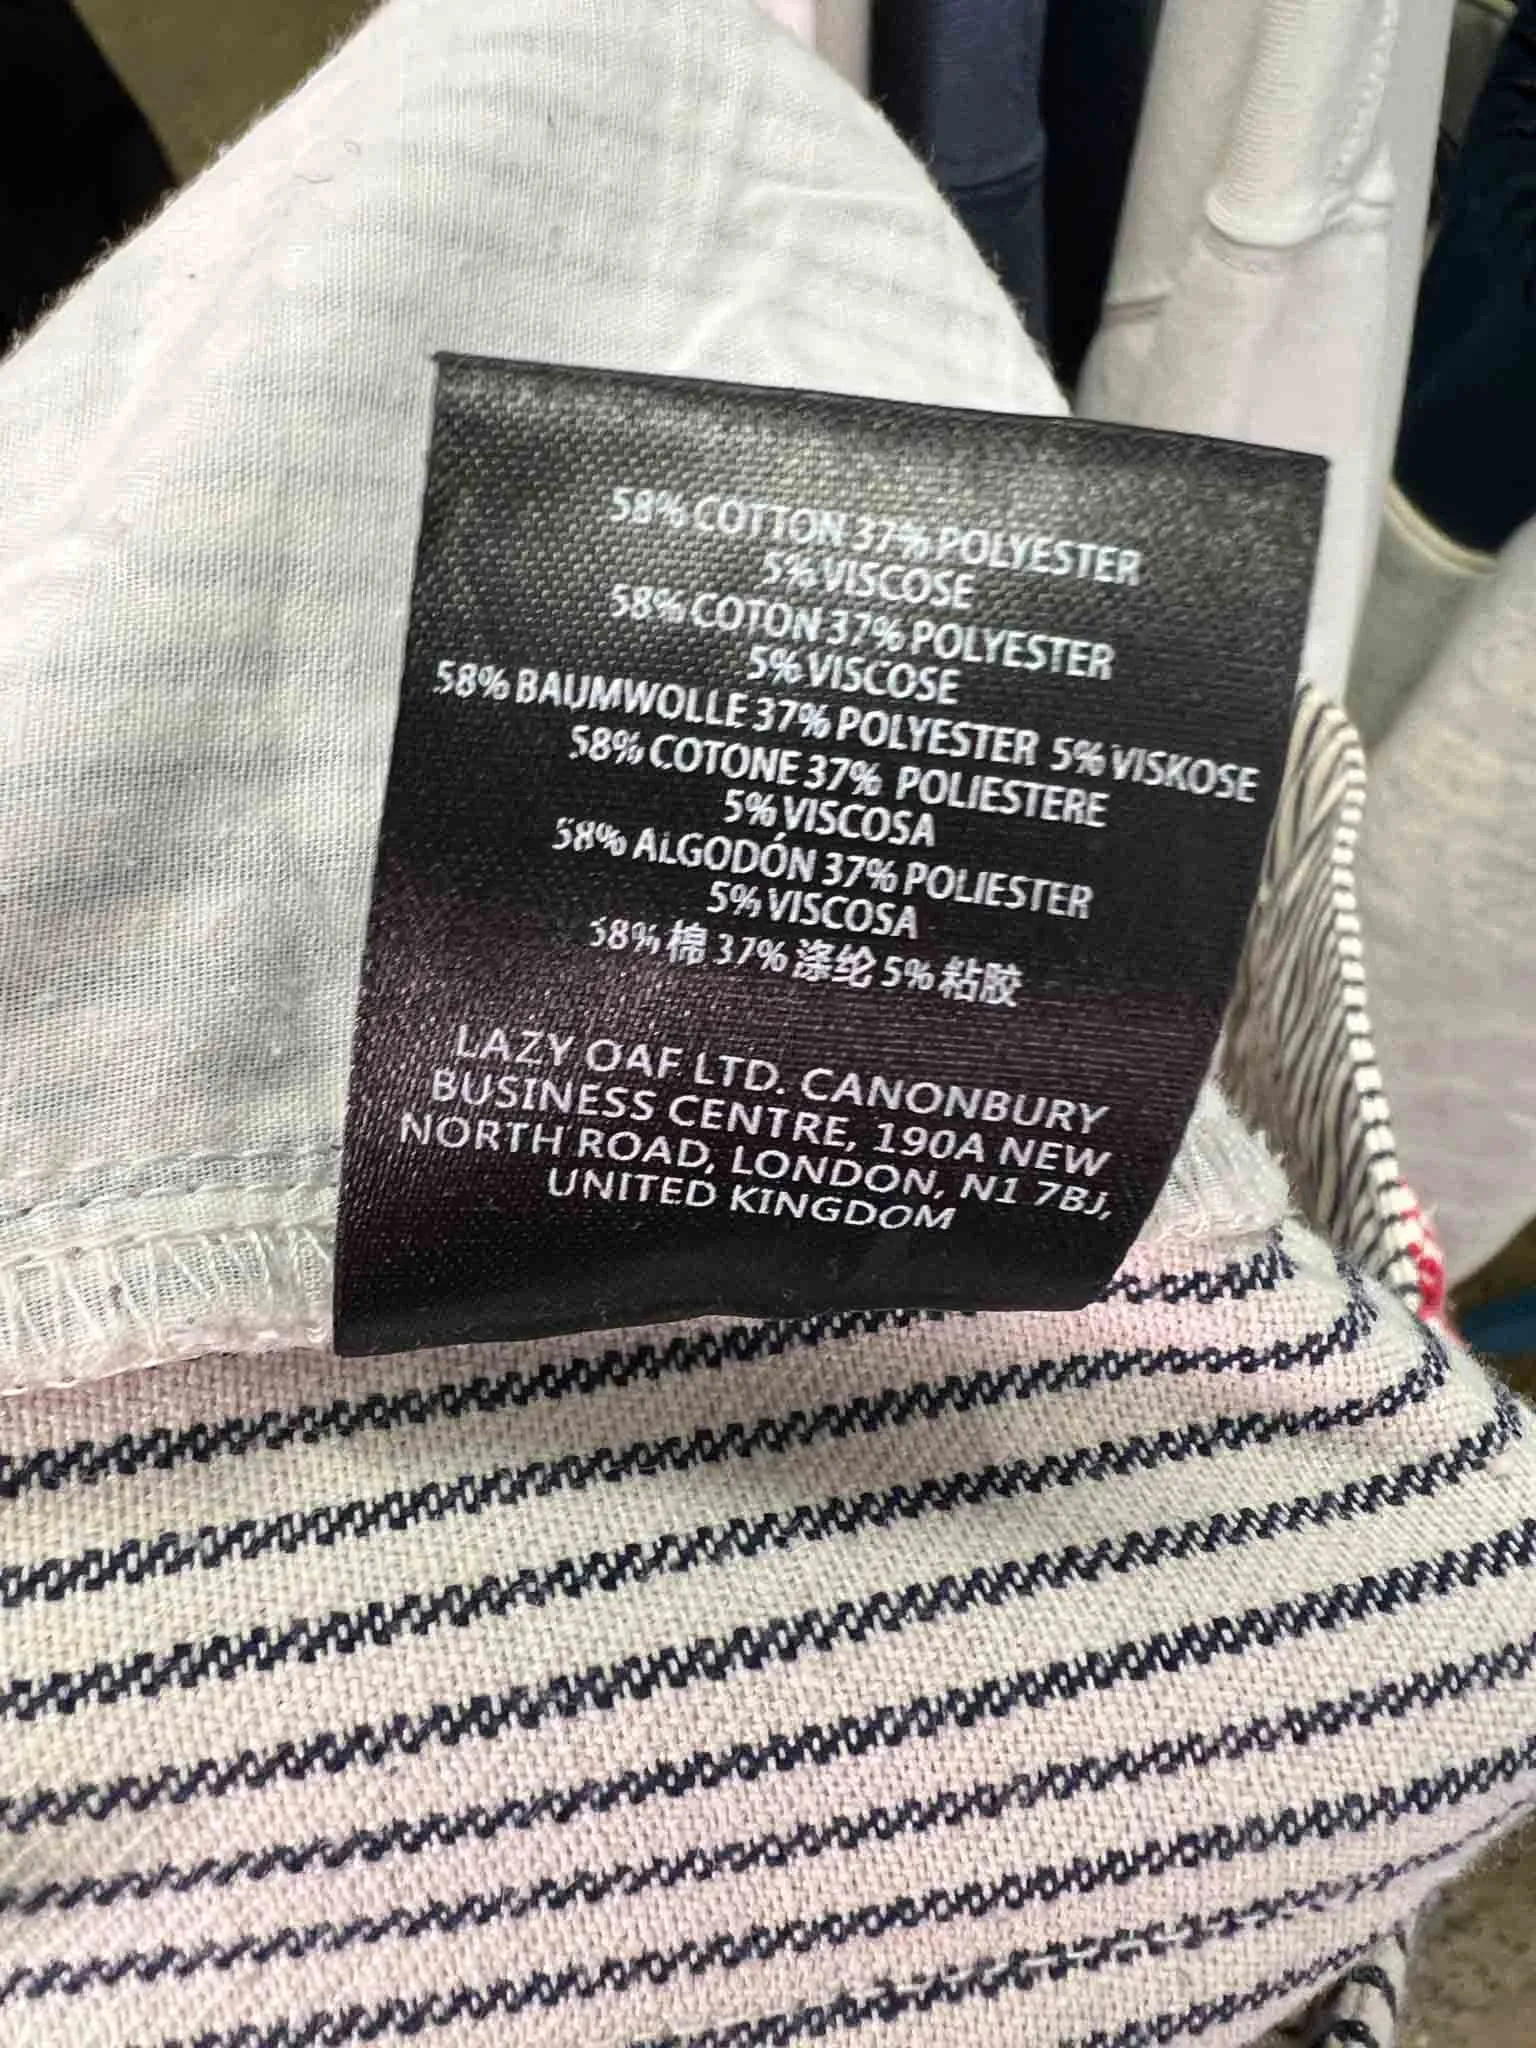 58% COTTON 37% POLYESTER
5% VISCOSE
58% COTON 37% POLYESTER
5% VISCOSE
58% BAUMWOLLE 37% POLYESTER 5% VISKOSE
58% COTONE 37% POLIESTERE
5% VISCOSA
58% ALGODÓN 37% POLIESTER
5% VISCOSA
58% 棉 37% 涤纶 5% 粘胶
LAZY OAF LTD. CANONBURY
BUSINESS CENTRE, 190A NEW
NORTH ROAD, LONDON, N1 7BJ,
UNITED KINGDOM